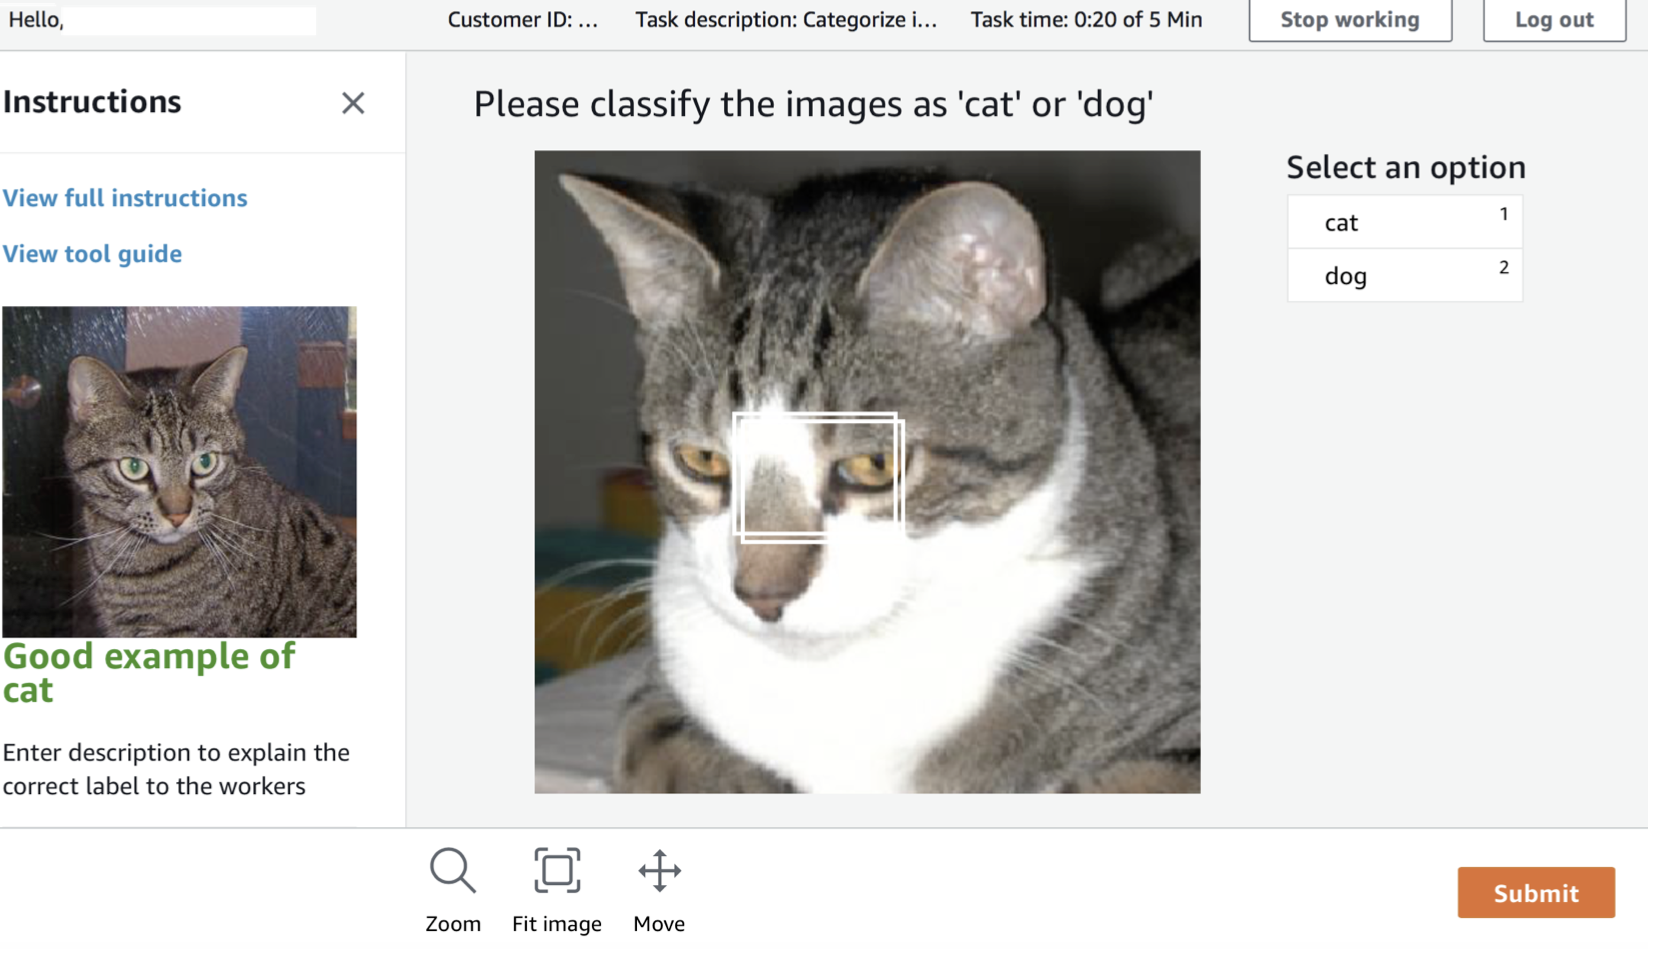 Hello,
Customer ID: ...
Task description: Categorize i...
Task time: 0:20 of 5 Min
Stop working
Log out
Instructions
View full instructions
View tool guide
Good example of
cat
Enter description to explain the
correct label to the workers
Please classify the images as 'cat' or 'dog'
Select an option
cat 1
dog 2
Zoom
Fit image
Move
Submit